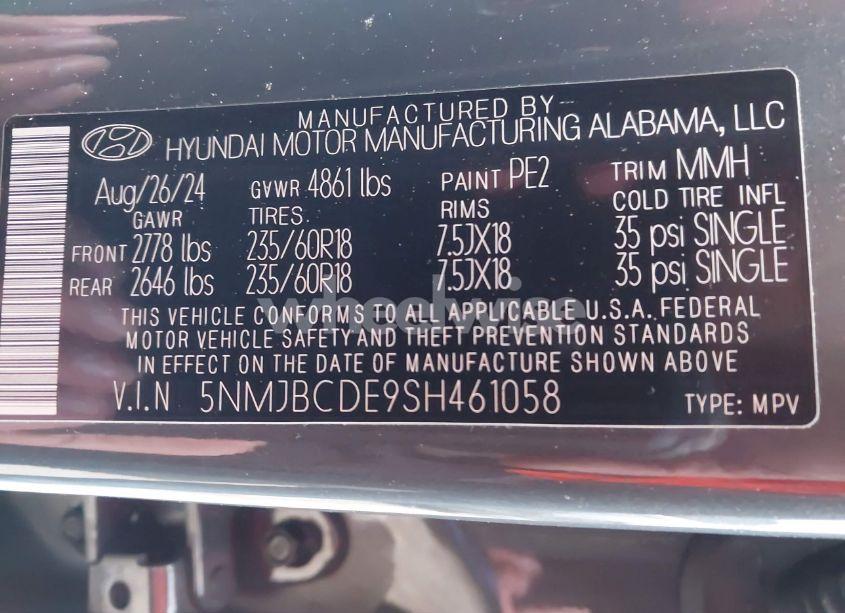 MANUFACTURED BY
HYUNDAI MOTOR MANUFACTURING ALABAMA, LLC
Aug/26/24 GVWR 4861 lbs PAINT PE2 TRIM MMH
GAWR TIRES RIMS COLD TIRE INFL
FRONT 2778 lbs 235/60R18 7.5JX18 35 psi SINGLE
REAR 2646 lbs 235/60R18 7.5JX18 35 psi SINGLE
wheelwise
THIS VEHICLE CONFORMS TO ALL APPLICABLE U.S.A. FEDERAL
MOTOR VEHICLE SAFETY AND THEFT PREVENTION STANDARDS
IN EFFECT ON THE DATE OF MANUFACTURE SHOWN ABOVE
V.I.N 5NMJBCDE9SH461058 TYPE: MPV